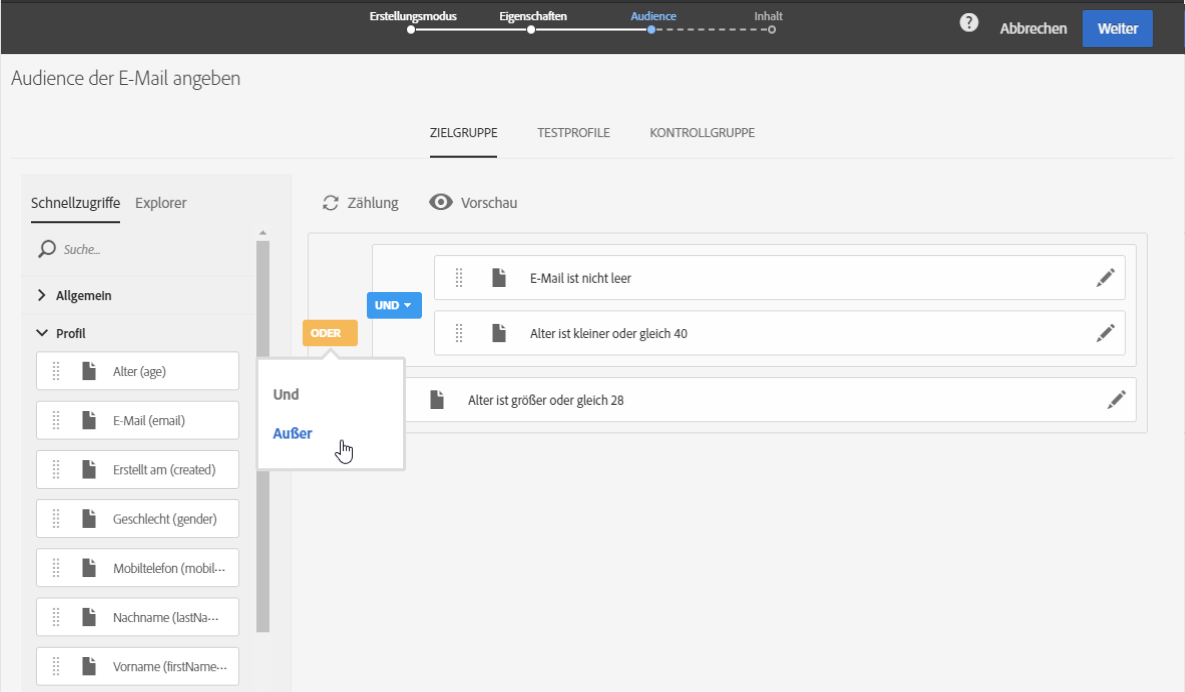 Erstellungsmodus Eigenschaften Audience Inhalt
? Abbrechen Weiter
Audience der E-Mail angeben
ZIELGRUPPE TESTPROFILE KONTROLLGRUPPE
Schnellzugriffe Explorer
Zählung Vorschau
Suche...
Allgemein
Profil
Alter (age)
E-Mail (email)
Erstellt am (created)
Geschlecht (gender)
Mobiltelefon (mobil···
Nachname (lastNa···
Vorname (firstName···
E-Mail ist nicht leer
UND
Alter ist kleiner oder gleich 40
ODER
Und
Außer
Alter ist größer oder gleich 28